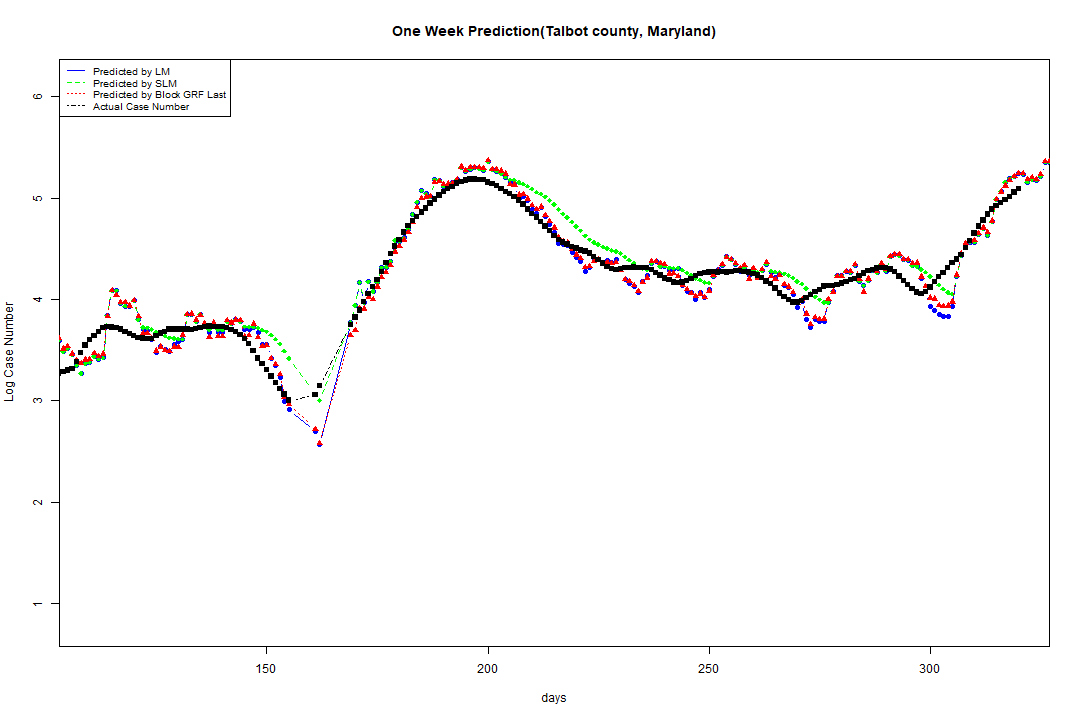 One Week Prediction(Talbot county, Maryland)
Predicted by LM
Predicted by SLM
Predicted by Block GRF Last
Actual Case Number
6
5
4
3
2
1
Log Case Number
150 200 250 300
days